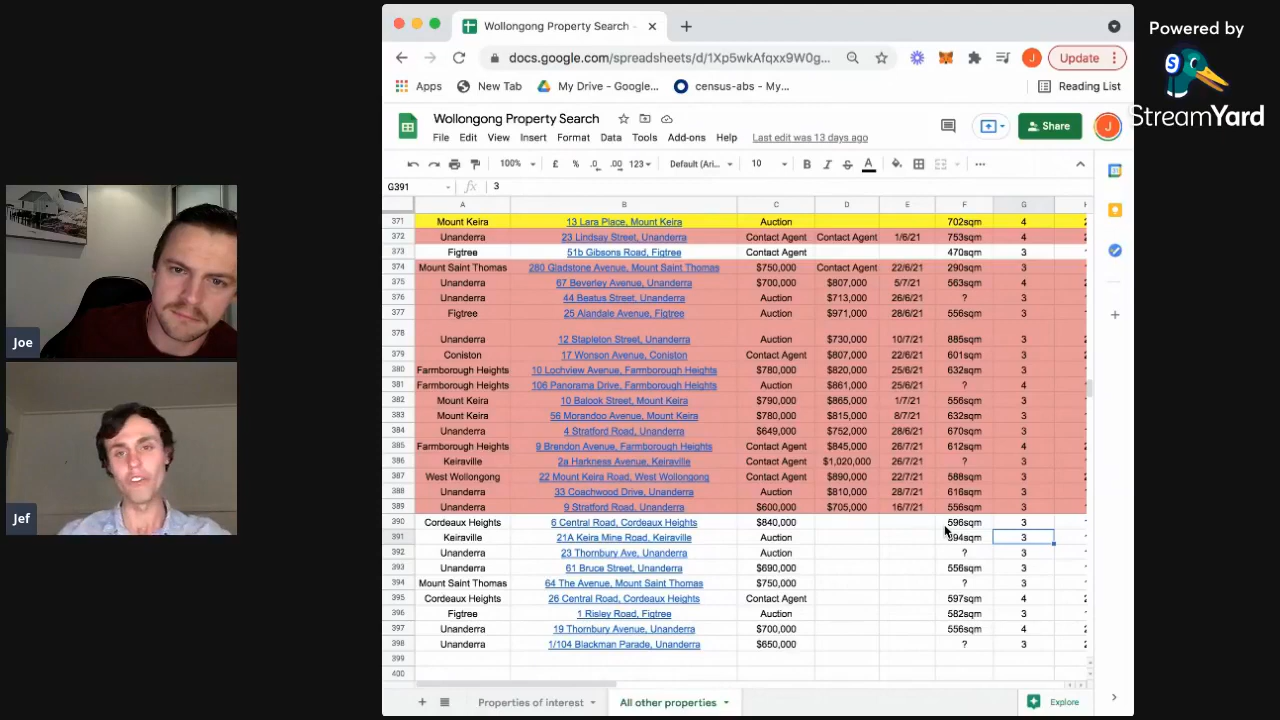 Powered by
StreamYard
Wollongong Property Search -
docs.google.com/spreadsheets/d/1Xp5wkAfqxx9W0g...
Update
Apps New Tab My Drive - Google... census-abs - My... Reading List
Wollongong Property Search
File Edit View Insert Format Data Tools Add-ons Help Last edit was 13 days ago
Share
J
100% £ % .0 .00 123 Default (Ari... 10 B I S A
G391 fx 3
A B C D E F G
371 Mount Keira 13 Lara Place, Mount Keira Auction 702sqm 4
372 Unanderra 23 Lindsay Street, Unanderra Contact Agent Contact Agent 1/6/21 753sqm 4
373 Figtree 51b Gibsons Road, Figtree Contact Agent 470sqm 3
374 Mount Saint Thomas 280 Gladstone Avenue, Mount Saint Thomas $750,000 Contact Agent 22/6/21 290sqm 3
375 Unanderra 67 Beverley Avenue, Unanderra $700,000 $807,000 5/7/21 563sqm 4
376 Unanderra 44 Beatus Street, Unanderra Auction $713,000 26/6/21 ? 3
377 Figtree 25 Alandale Avenue, Figtree Auction $971,000 28/6/21 556sqm 3
378 Unanderra 12 Stapleton Street, Unanderra Auction $730,000 10/7/21 885sqm 3
379 Coniston 17 Wonson Avenue, Coniston Contact Agent $807,000 22/6/21 601sqm 3
380 Farmborough Heights 10 Lochview Avenue, Farmborough Heights $780,000 $820,000 25/6/21 632sqm 3
381 Farmborough Heights 106 Panorama Drive, Farmborough Heights Auction $861,000 25/6/21 ? 4
382 Mount Keira 10 Balook Street, Mount Keira $790,000 $865,000 1/7/21 556sqm 3
383 Mount Keira 56 Morandoo Avenue, Mount Keira $780,000 $815,000 8/7/21 632sqm 3
384 Unanderra 4 Stratford Road, Unanderra $649,000 $752,000 28/6/21 670sqm 3
385 Farmborough Heights 9 Brendon Avenue, Farmborough Heights Contact Agent $845,000 26/7/21 612sqm 4
386 Keiraville 2a Harkness Avenue, Keiraville Contact Agent $1,020,000 26/7/21 ? 3
387 West Wollongong 22 Mount Keira Road, West Wollongong Contact Agent $890,000 22/7/21 588sqm 3
388 Unanderra 33 Coachwood Drive, Unanderra Auction $810,000 28/7/21 616sqm 3
389 Unanderra 9 Stratford Road, Unanderra $600,000 $705,000 16/7/21 556sqm 3
390 Cordeaux Heights 6 Central Road, Cordeaux Heights $840,000 596sqm 3
391 Keiraville 21A Keira Mine Road, Keiraville Auction 394sqm 3
392 Unanderra 23 Thornbury Ave, Unanderra Auction ? 3
393 Unanderra 61 Bruce Street, Unanderra $690,000 556sqm 3
394 Mount Saint Thomas 64 The Avenue, Mount Saint Thomas $750,000 ? 3
395 Cordeaux Heights 26 Central Road, Cordeaux Heights Contact Agent 597sqm 4
396 Figtree 1 Risley Road, Figtree Auction 582sqm 3
397 Unanderra 19 Thornbury Avenue, Unanderra $700,000 556sqm 4
398 Unanderra 1/104 Blackman Parade, Unanderra $650,000 ? 3
399
400
Properties of interest All other properties Explore
Joe
Jef